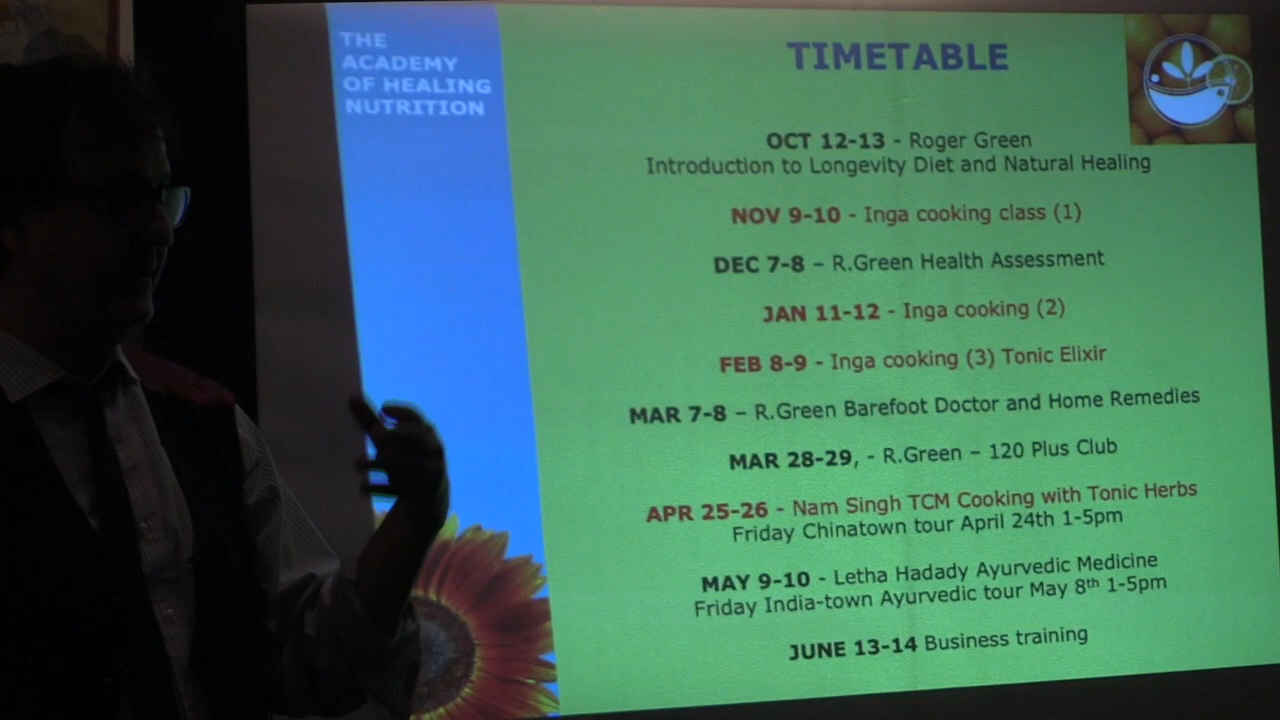 THE
ACADEMY
OF HEALING
NUTRITION
TIMETABLE
OCT 12-13 - Roger Green
Introduction to Longevity Diet and Natural Healing
NOV 9-10 - Inga cooking class (1)
DEC 7-8 – R.Green Health Assessment
JAN 11-12 - Inga cooking (2)
FEB 8-9 - Inga cooking (3) Tonic Elixir
MAR 7-8 – R.Green Barefoot Doctor and Home Remedies
MAR 28-29, - R.Green – 120 Plus Club
APR 25-26 - Nam Singh TCM Cooking with Tonic Herbs
Friday Chinatown tour April 24th 1-5pm
MAY 9-10 - Letha Hadady Ayurvedic Medicine
Friday India-town Ayurvedic tour May 8th 1-5pm
JUNE 13-14 Business training